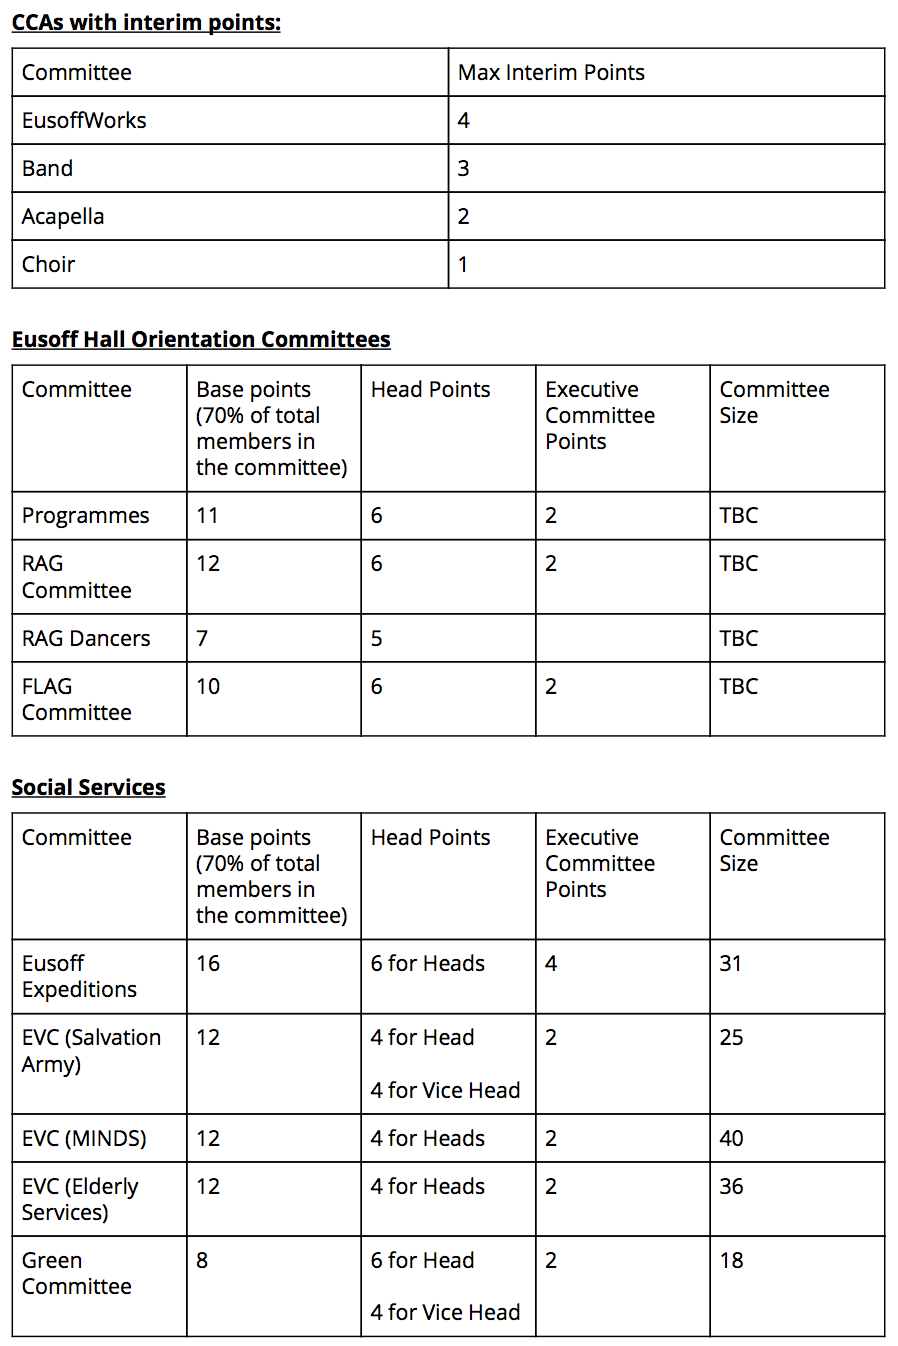 CCAs with interim points:
Committee Max Interim Points
EusoffWorks 4
Band 3
Acapella 2
Choir 1
Eusoff Hall Orientation Committees
Committee Base points Head Points Executive Committee
(70% of total Committee Size
members in Points
the committee)
Programmes 11 6 2 TBC
RAG 12 6 2 TBC
Committee
RAG Dancers 7 5 TBC
FLAG 10 6 2 TBC
Committee
Social Services
Committee Base points Head Points Executive Committee
(70% of total Committee Size
members in Points
the committee)
Eusoff 16 6 for Heads 4 31
Expeditions
EVC (Salvation 12 4 for Head 2 25
Army)
4 for Vice Head
EVC (MINDS) 12 4 for Heads 2 40
EVC (Elderly 12 4 for Heads 2 36
Services)
Green 8 6 for Head 2 18
Committee
4 for Vice Head